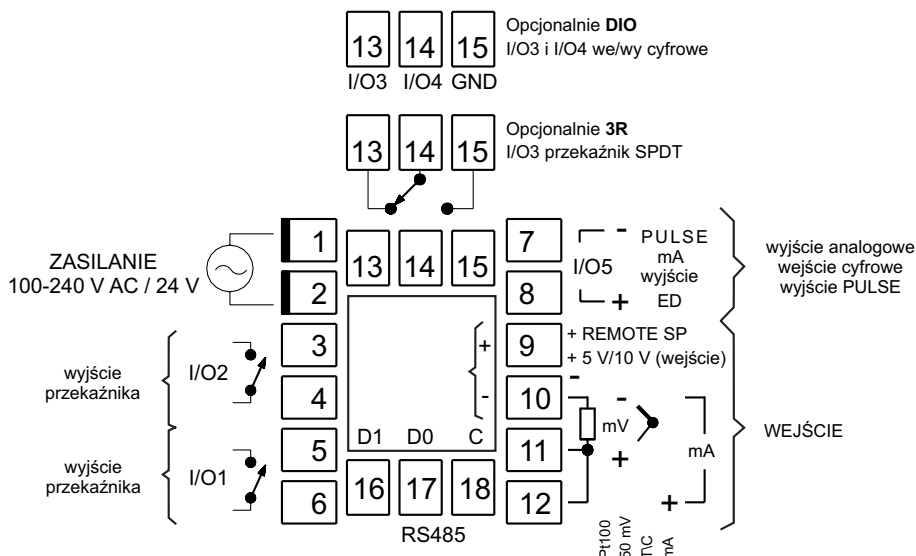 13 14 15
I/O3 I/O4 GND
Opcjonalnie DIO
I/O3 i I/O4 we/wy cyfrowe
13 14 15
Opcjonalnie 3R
I/O3 przekaźnik SPDT
ZASILANIE
100-240 V AC / 24 V
1
2
3
4
5
6
I/O2
wyjście
przekaźnika
I/O1
wyjście
przekaźnika
13 14 15
+
-
D1 D0 C
16 17 18
RS485
7
8
9
10
11
12
I/O5
- PULSE
mA
wyjście
+ ED
wyjście analogowe
wejście cyfrowe
wyjście PULSE
+ REMOTE SP
+ 5 V/10 V (wejście)
-
-
mV
+
mA
+
WEJŚCIE
Pt100
T\C
mA